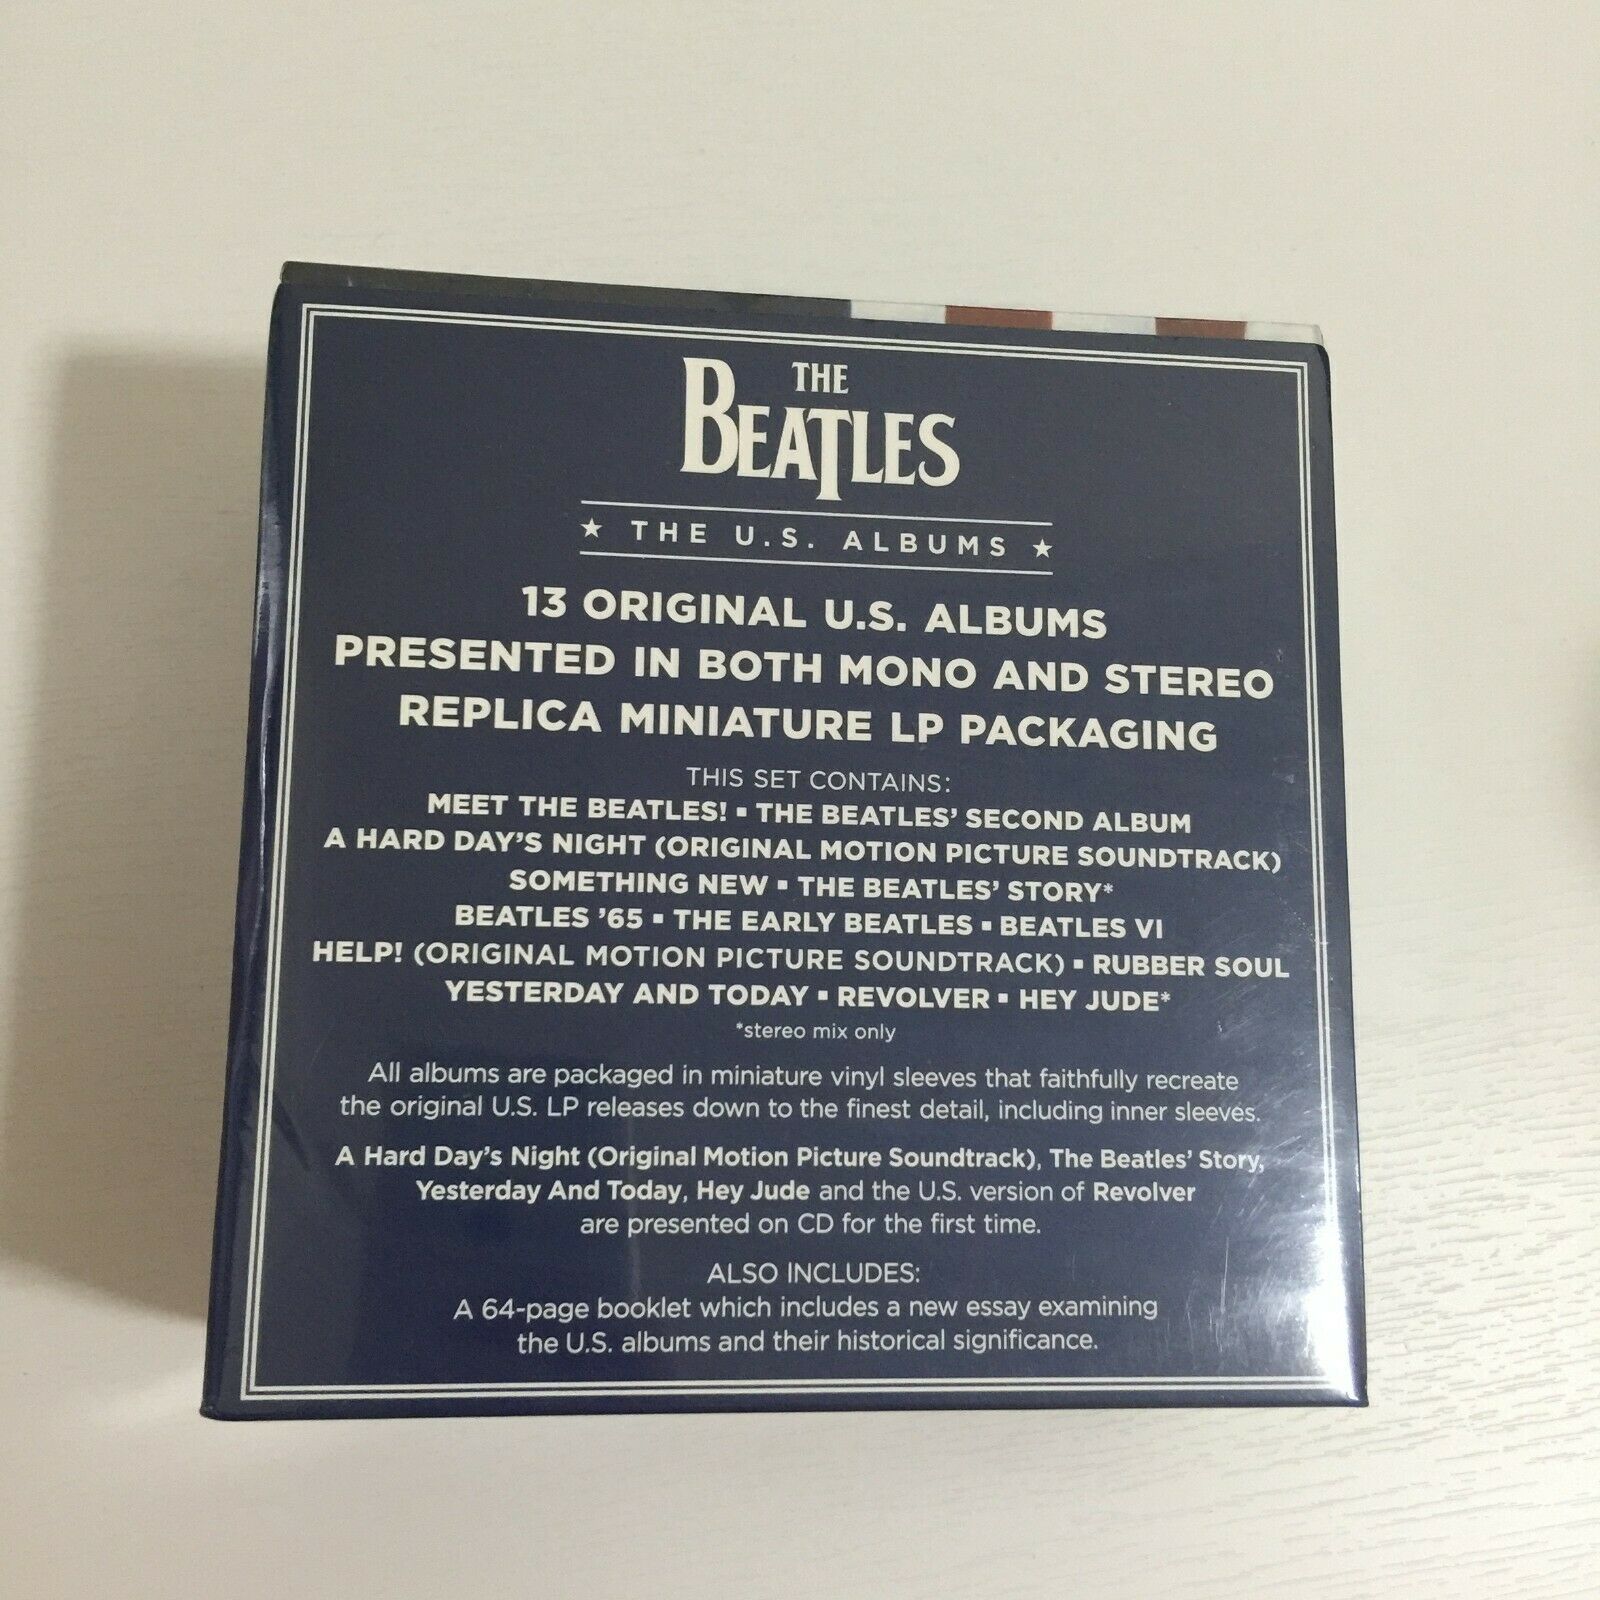 THE
BEATLES
★ THE U.S. ALBUMS ★
13 ORIGINAL U.S. ALBUMS
PRESENTED IN BOTH MONO AND STEREO
REPLICA MINIATURE LP PACKAGING
THIS SET CONTAINS:
MEET THE BEATLES! ▪ THE BEATLES' SECOND ALBUM
A HARD DAY'S NIGHT (ORIGINAL MOTION PICTURE SOUNDTRACK)
SOMETHING NEW ▪ THE BEATLES' STORY*
BEATLES '65 ▪ THE EARLY BEATLES ▪ BEATLES VI
HELP! (ORIGINAL MOTION PICTURE SOUNDTRACK) ▪ RUBBER SOUL
YESTERDAY AND TODAY ▪ REVOLVER ▪ HEY JUDE*
*stereo mix only
All albums are packaged in miniature vinyl sleeves that faithfully recreate
the original U.S. LP releases down to the finest detail, including inner sleeves.
A Hard Day's Night (Original Motion Picture Soundtrack), The Beatles' Story,
Yesterday And Today, Hey Jude and the U.S. version of Revolver
are presented on CD for the first time.
ALSO INCLUDES:
A 64-page booklet which includes a new essay examining
the U.S. albums and their historical significance.